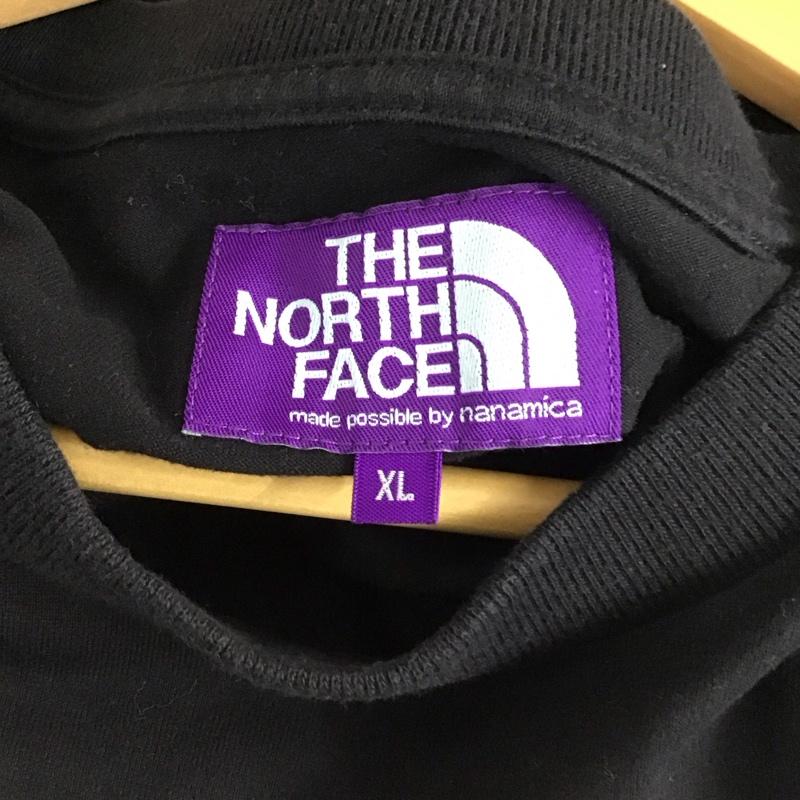 THE
NORTH
FACE
made possible by nanamica
XL